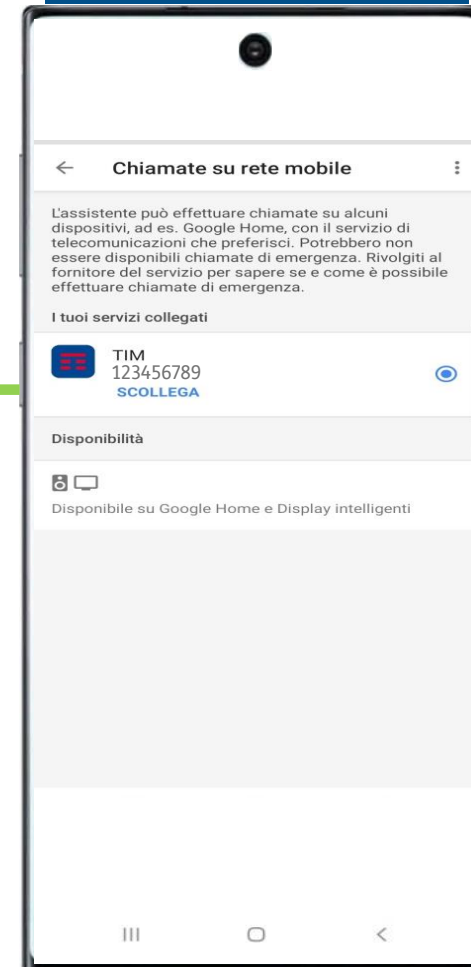 Chiamate su rete mobile
L'assistente può effettuare chiamate su alcuni
dispositivi, ad es. Google Home, con il servizio di
telecomunicazioni che preferisci. Potrebbero non
essere disponibili chiamate di emergenza. Rivolgiti al
fornitore del servizio per sapere se e come è possibile
effettuare chiamate di emergenza.
I tuoi servizi collegati
TIM
123456789
SCOLLEGA
Disponibilità
Disponibile su Google Home e Display intelligenti